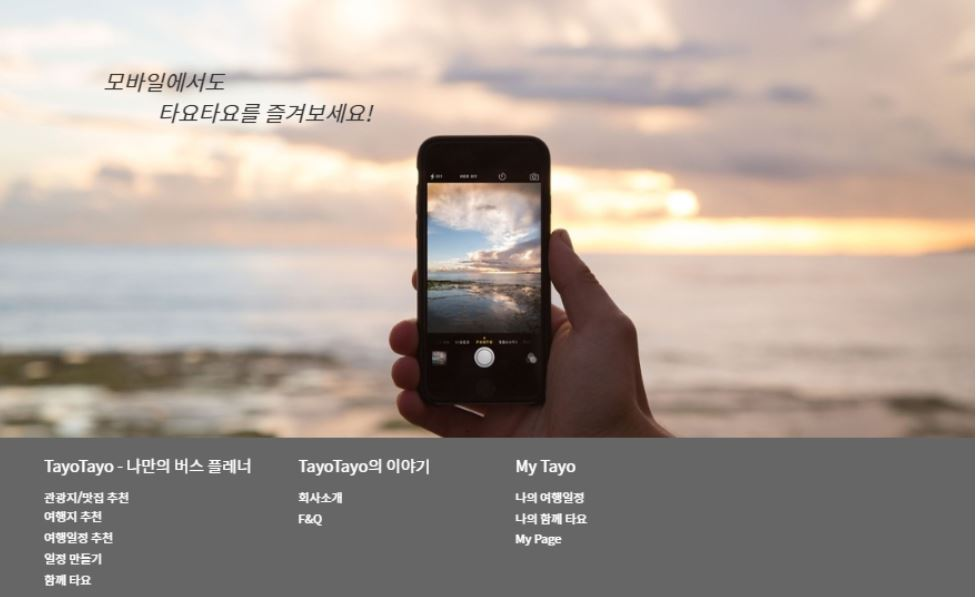 모바일에서도
타요타요를 즐겨보세요!
PHOTO
TayoTayo - 나만의 버스 플래너
관광지/맛집 추천
여행지 추천
여행일정 추천
일정 만들기
함께 타요
TayoTayo의 이야기
회사소개
F&Q
My Tayo
나의 여행일정
나의 함께 타요
My Page